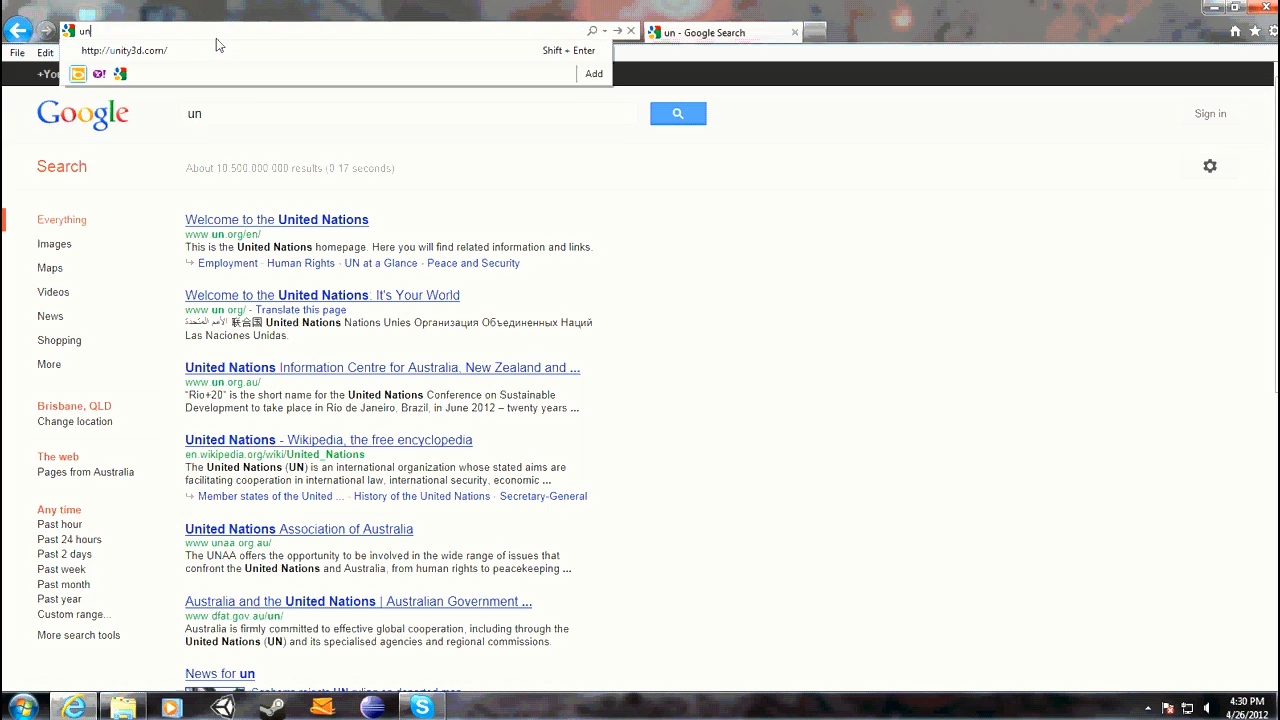 un
un - Google Search
http://unity3d.com/
Shift + Enter
File Edit
Add
Google
un
Sign in
Search
About 10,500,000,000 results (0.17 seconds)
Everything
Images
Maps
Videos
News
Shopping
More
Brisbane, QLD
Change location
The web
Pages from Australia
Any time
Past hour
Past 24 hours
Past 2 days
Past week
Past month
Past year
Custom range...
More search tools
Welcome to the United Nations
www.un.org/en/
This is the United Nations homepage. Here you will find related information and links.
Employment - Human Rights - UN at a Glance - Peace and Security
Welcome to the United Nations: It's Your World
www.un.org/ - Translate this page
الأمم المتحدة 联合国 United Nations Nations Unies Организация Объединенных Наций
Las Naciones Unidas.
United Nations Information Centre for Australia, New Zealand and ...
www.un.org.au/
"Rio+20" is the short name for the United Nations Conference on Sustainable
Development to take place in Rio de Janeiro, Brazil, in June 2012 – twenty years ...
United Nations - Wikipedia, the free encyclopedia
en.wikipedia.org/wiki/United_Nations
The United Nations (UN) is an international organization whose stated aims are
facilitating cooperation in international law, international security, economic ...
Member states of the United ... - History of the United Nations - Secretary-General
United Nations Association of Australia
www.unaa.org.au/
The UNAA offers the opportunity to be involved in the wide range of issues that
confront the United Nations and Australia, from human rights to peacekeeping ...
Australia and the United Nations | Australian Government ...
www.dfat.gov.au/un/
Australia is firmly committed to effective global cooperation, including through the
United Nations (UN) and its specialised agencies and regional commissions.
News for un
4:30 PM
4/26/2012